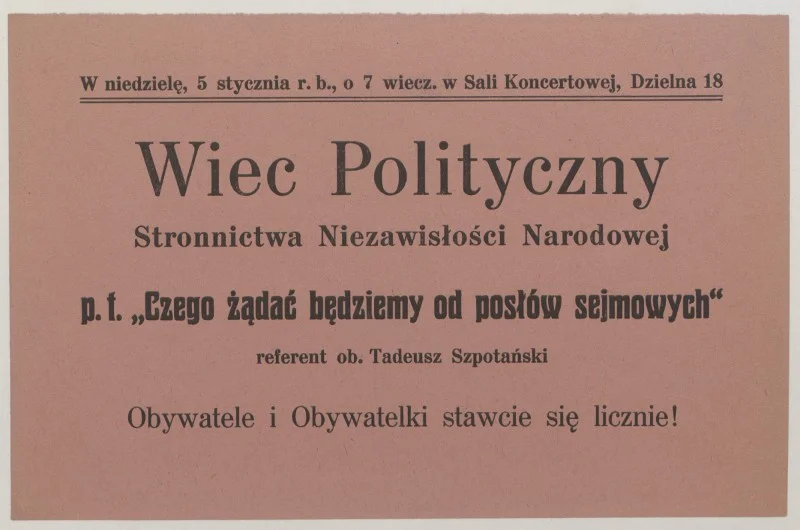 W niedzielę, 5 stycznia r. b., o 7 wiecz. w Sali Koncertowej, Dzielna 18
Wiec Polityczny
Stronnictwa Niezawisłości Narodowej
p. t. „Czego żądać będziemy od posłów sejmowych“
referent ob. Tadeusz Szpotański
Obywatele i Obywatelki stawcie się licznie!